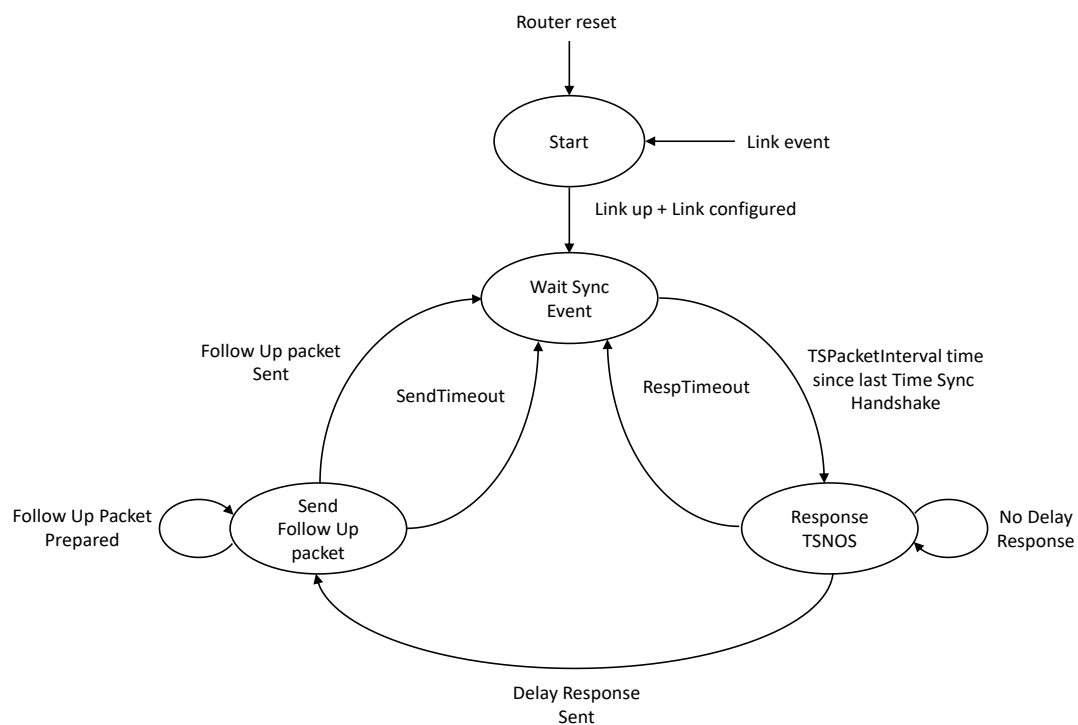 Router reset
Start
Link event
Link up + Link configured
Wait Sync
Event
Follow Up packet
Sent
SendTimeout
RespTimeout
TSPacketInterval time
since last Time Sync
Handshake
Follow Up Packet
Prepared
Send
Follow Up
packet
Response
TSNOS
No Delay
Response
Delay Response
Sent